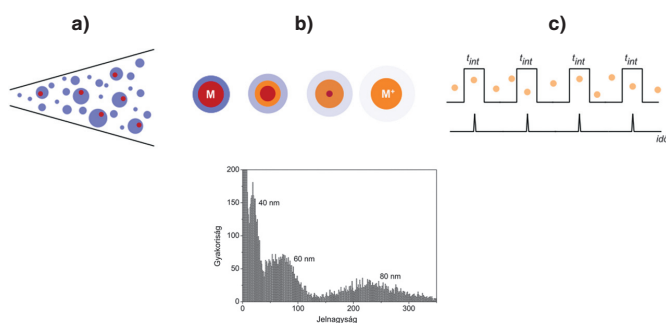 a)
b)
c)
M
M⁺
t_int t_int t_int t_int
200
150
100
50
0
Gyakoriság
40 nm
60 nm
80 nm
0 100 200 300
Jelnagyság